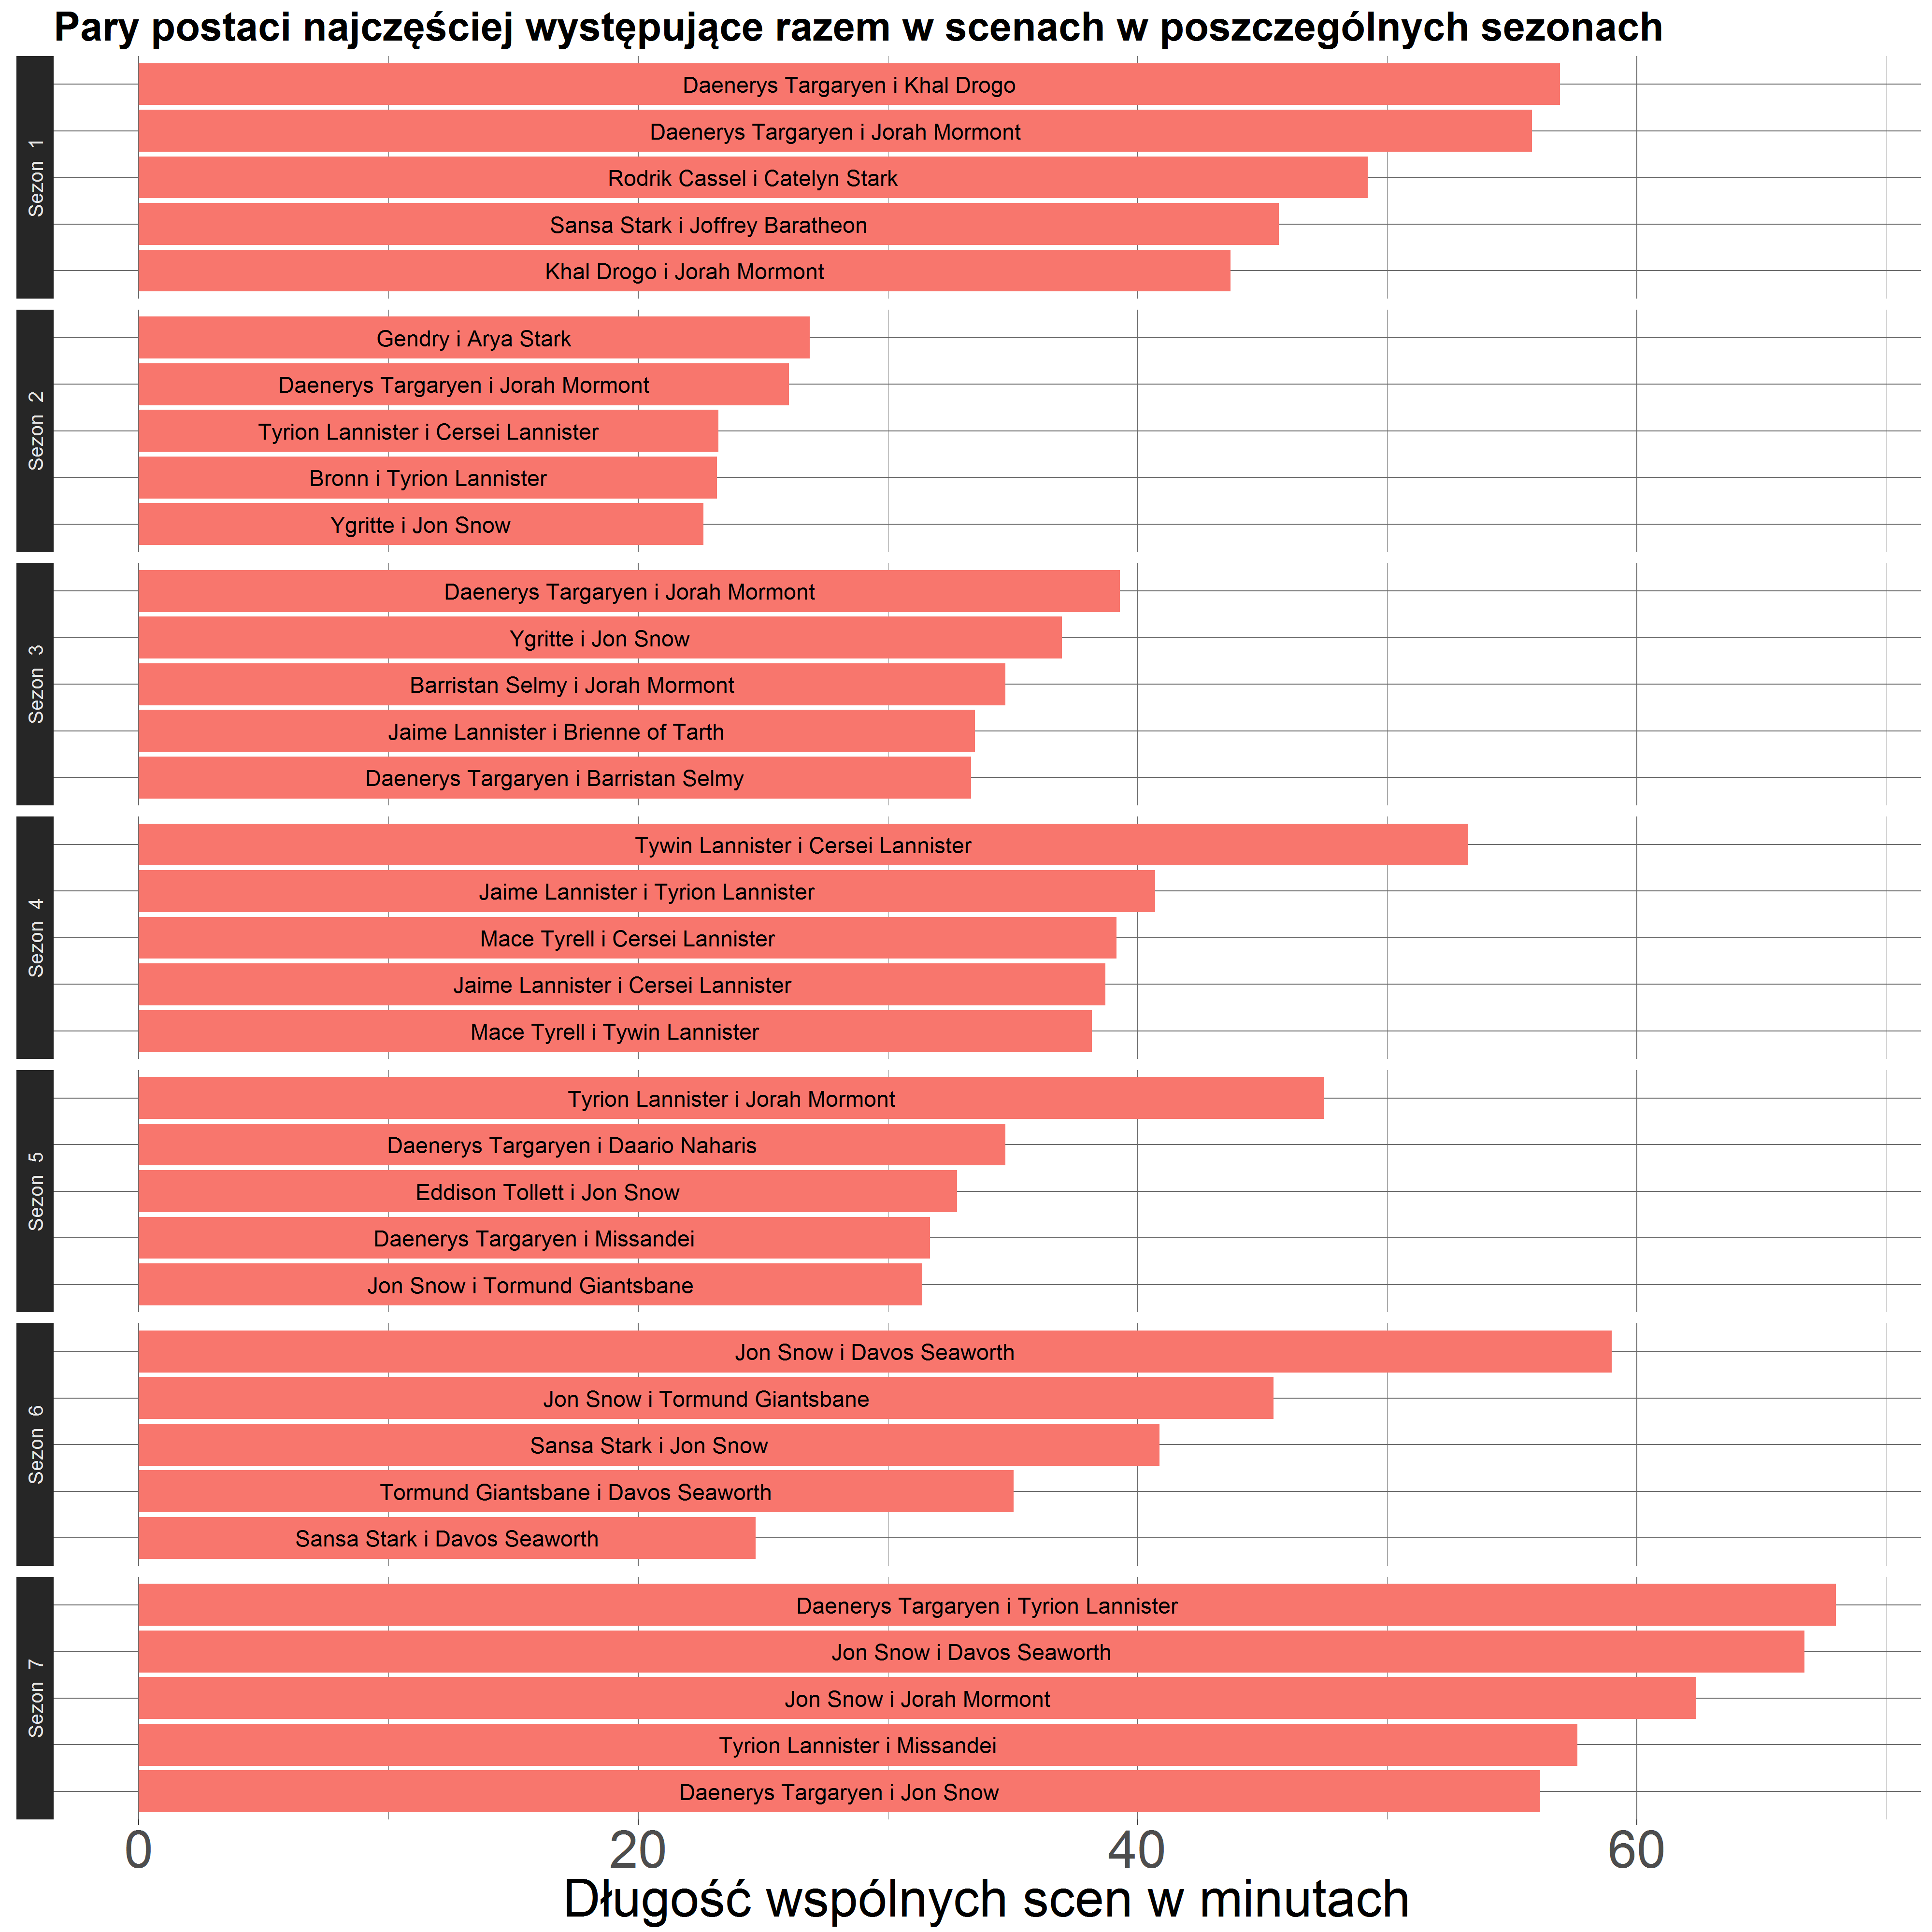 Pary postaci najczęściej występujące razem w scenach w poszczególnych sezonach
Sezon 1
Daenerys Targaryen i Khal Drogo
Daenerys Targaryen i Jorah Mormont
Rodrik Cassel i Catelyn Stark
Sansa Stark i Joffrey Baratheon
Khal Drogo i Jorah Mormont
Sezon 2
Gendry i Arya Stark
Daenerys Targaryen i Jorah Mormont
Tyrion Lannister i Cersei Lannister
Bronn i Tyrion Lannister
Ygritte i Jon Snow
Sezon 3
Daenerys Targaryen i Jorah Mormont
Ygritte i Jon Snow
Barristan Selmy i Jorah Mormont
Jaime Lannister i Brienne of Tarth
Daenerys Targaryen i Barristan Selmy
Sezon 4
Tywin Lannister i Cersei Lannister
Jaime Lannister i Tyrion Lannister
Mace Tyrell i Cersei Lannister
Jaime Lannister i Cersei Lannister
Mace Tyrell i Tywin Lannister
Sezon 5
Tyrion Lannister i Jorah Mormont
Daenerys Targaryen i Daario Naharis
Eddison Tollett i Jon Snow
Daenerys Targaryen i Missandei
Jon Snow i Tormund Giantsbane
Sezon 6
Jon Snow i Davos Seaworth
Jon Snow i Tormund Giantsbane
Sansa Stark i Jon Snow
Tormund Giantsbane i Davos Seaworth
Sansa Stark i Davos Seaworth
Sezon 7
Daenerys Targaryen i Tyrion Lannister
Jon Snow i Davos Seaworth
Jon Snow i Jorah Mormont
Tyrion Lannister i Missandei
Daenerys Targaryen i Jon Snow
0 20 40 60
Długość wspólnych scen w minutach